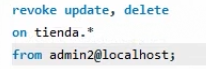 revoke update, delete
on tienda.*
from admin2@localhost;